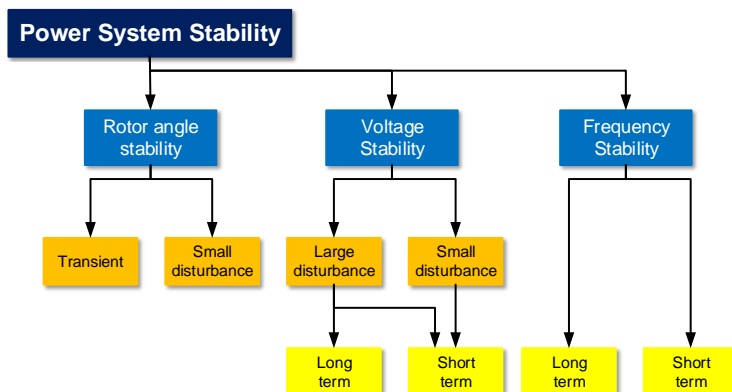 Power System Stability
Rotor angle
stability
Voltage
Stability
Frequency
Stability
Transient
Small
disturbance
Large
disturbance
Small
disturbance
Long
term
Short
term
Long
term
Short
term